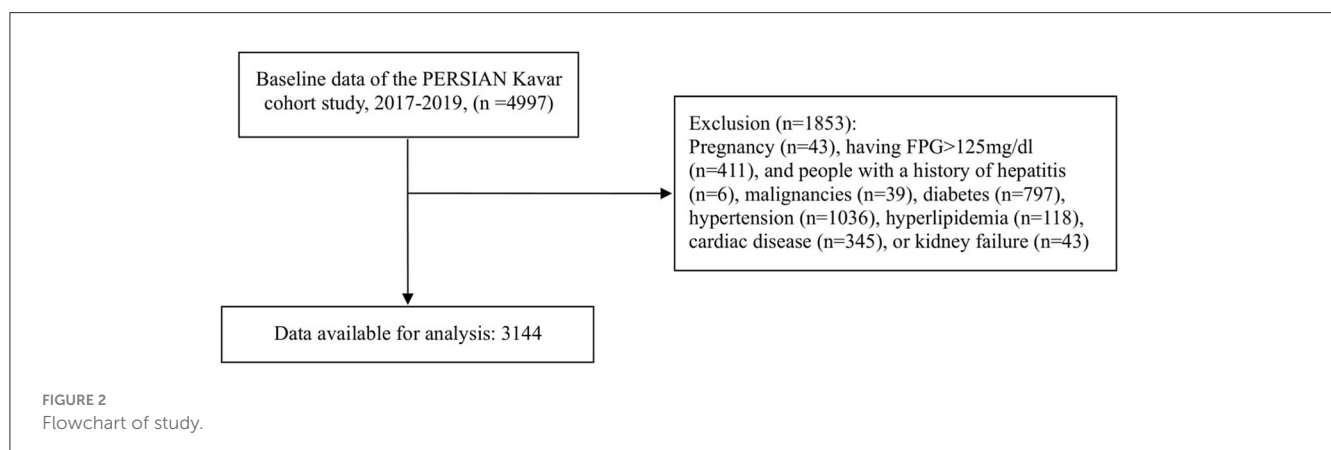 Baseline data of the PERSIAN Kavar
cohort study, 2017-2019, (n =4997)
Exclusion (n=1853):
Pregnancy (n=43), having FPG>125mg/dl
(n=411), and people with a history of hepatitis
(n=6), malignancies (n=39), diabetes (n=797),
hypertension (n=1036), hyperlipidemia (n=118),
cardiac disease (n=345), or kidney failure (n=43)
Data available for analysis: 3144
FIGURE 2
Flowchart of study.